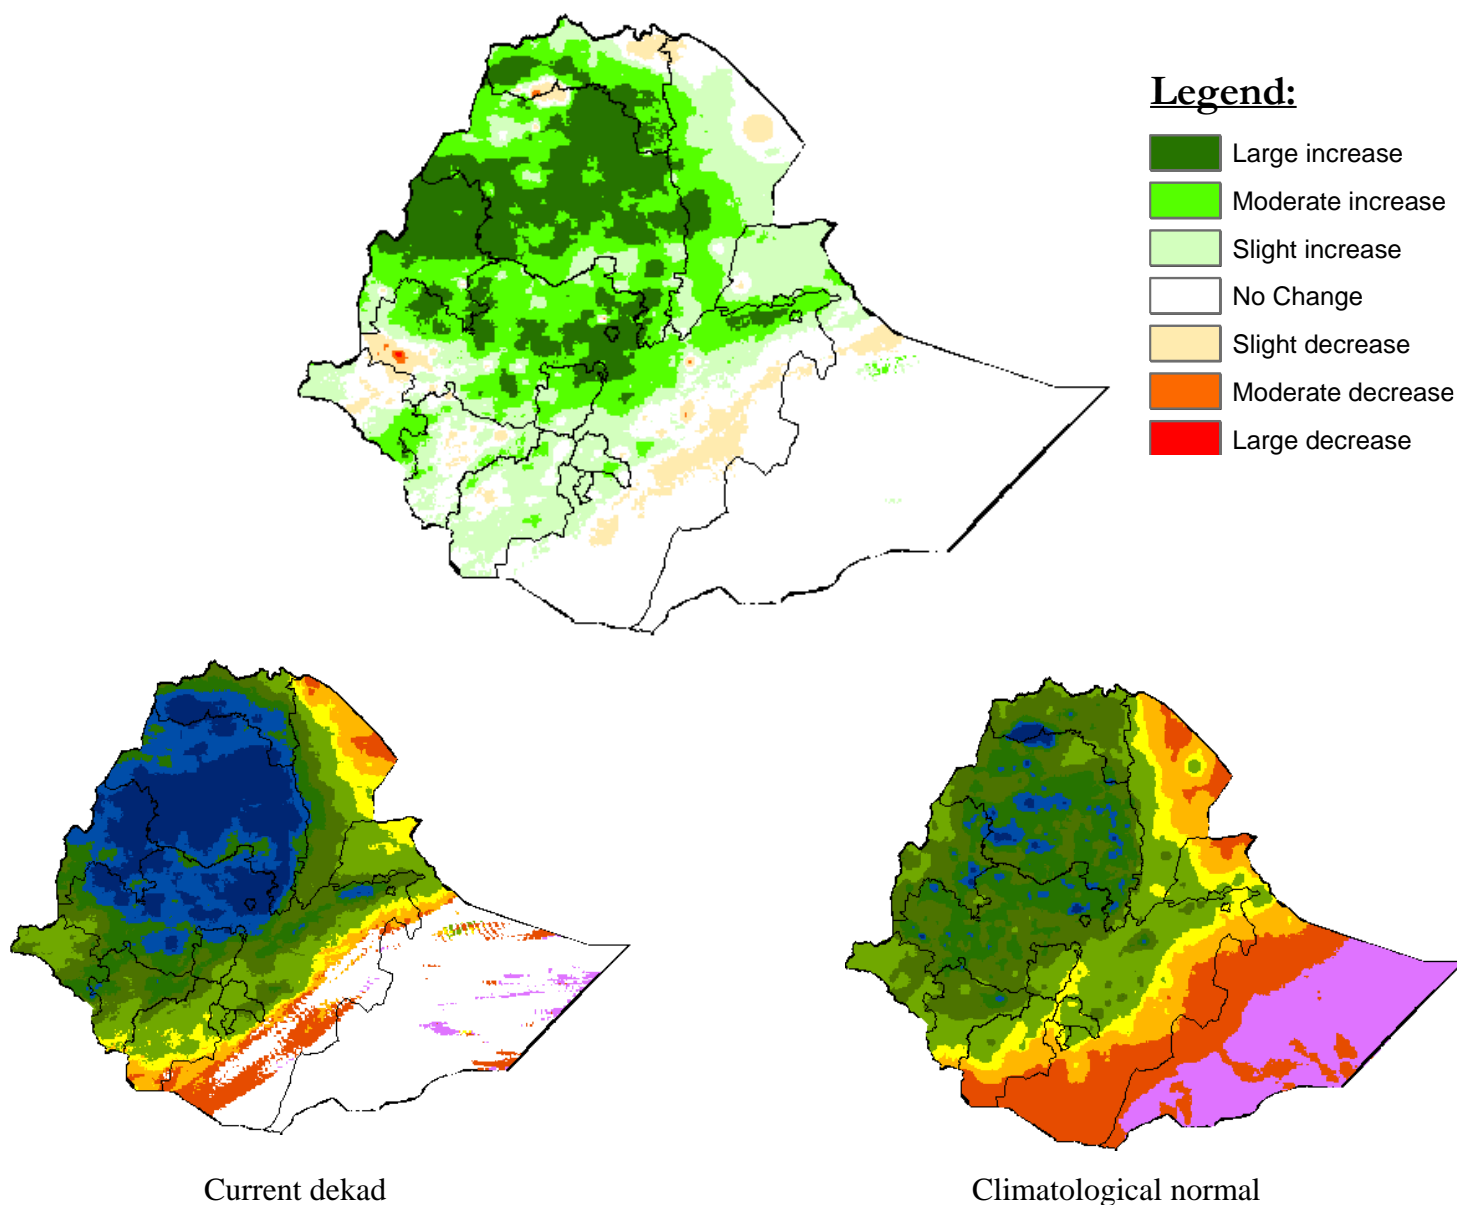 Legend:
Large increase
Moderate increase
Slight increase
No Change
Slight decrease
Moderate decrease
Large decrease
Current dekad
Climatological normal